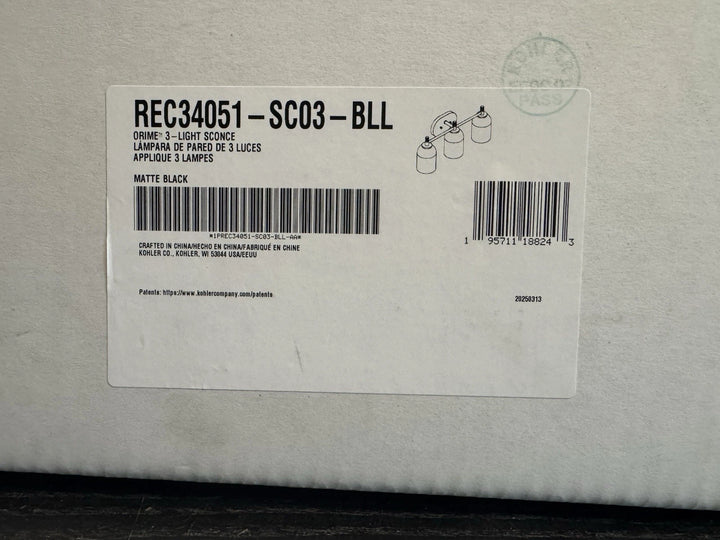 KOHLER
PASS
REC34051-SC03-BLL
ORIME™ 3-LIGHT SCONCE
LÁMPARA DE PARED DE 3 LUCES
APPLIQUE 3 LAMPES
MATTE BLACK
*1PREC34051-SC03-BLL-AA*
1 95711 18824 3
CRAFTED IN CHINA/HECHO EN CHINA/FABRIQUÉ EN CHINE
KOHLER CO., KOHLER, WI 53044 USA/EEUU
Patents: https://www.kohlercompany.com/patents
20250313